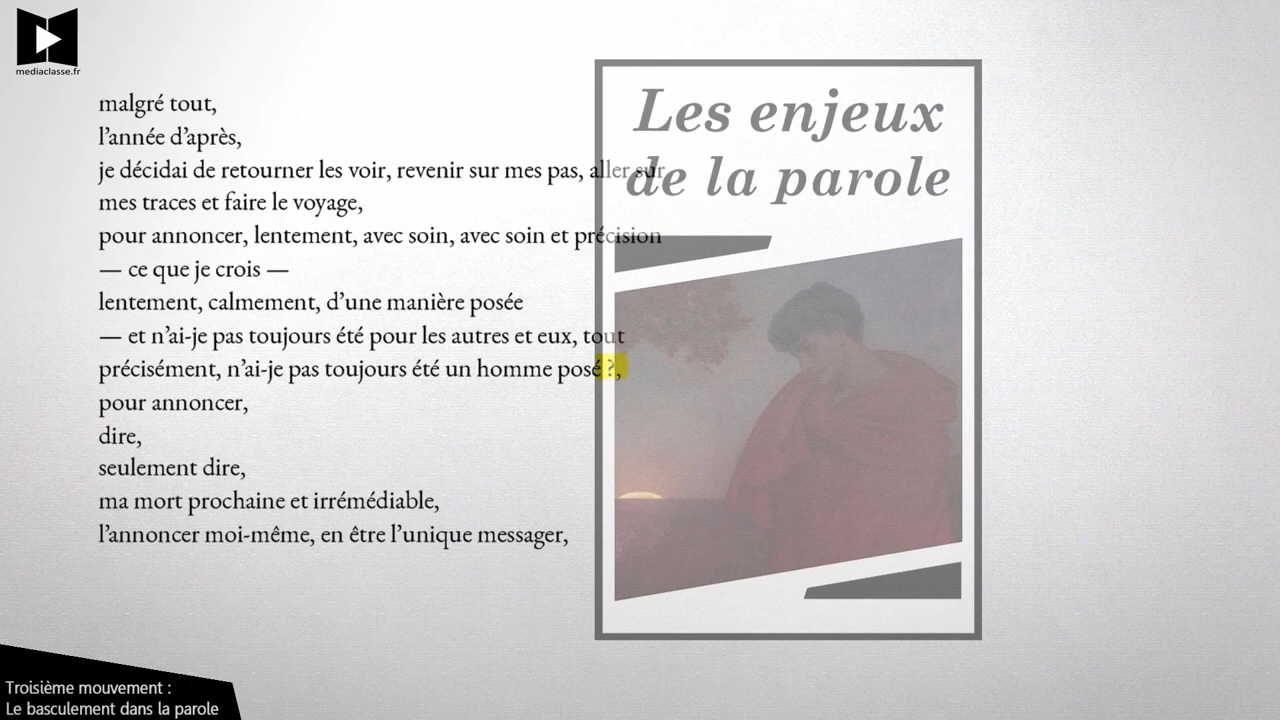 mediaclasse.fr
malgré tout,
l’année d’après,
je décidai de retourner les voir, revenir sur mes pas, aller sur
mes traces et faire le voyage,
pour annoncer, lentement, avec soin, avec soin et précision
— ce que je crois —
lentement, calmement, d’une manière posée
— et n’ai-je pas toujours été pour les autres et eux, tout
précisément, n’ai-je pas toujours été un homme posé ?,
pour annoncer,
dire,
seulement dire,
ma mort prochaine et irrémédiable,
l’annoncer moi-même, en être l’unique messager,
Les enjeux
de la parole
Troisième mouvement :
Le basculement dans la parole